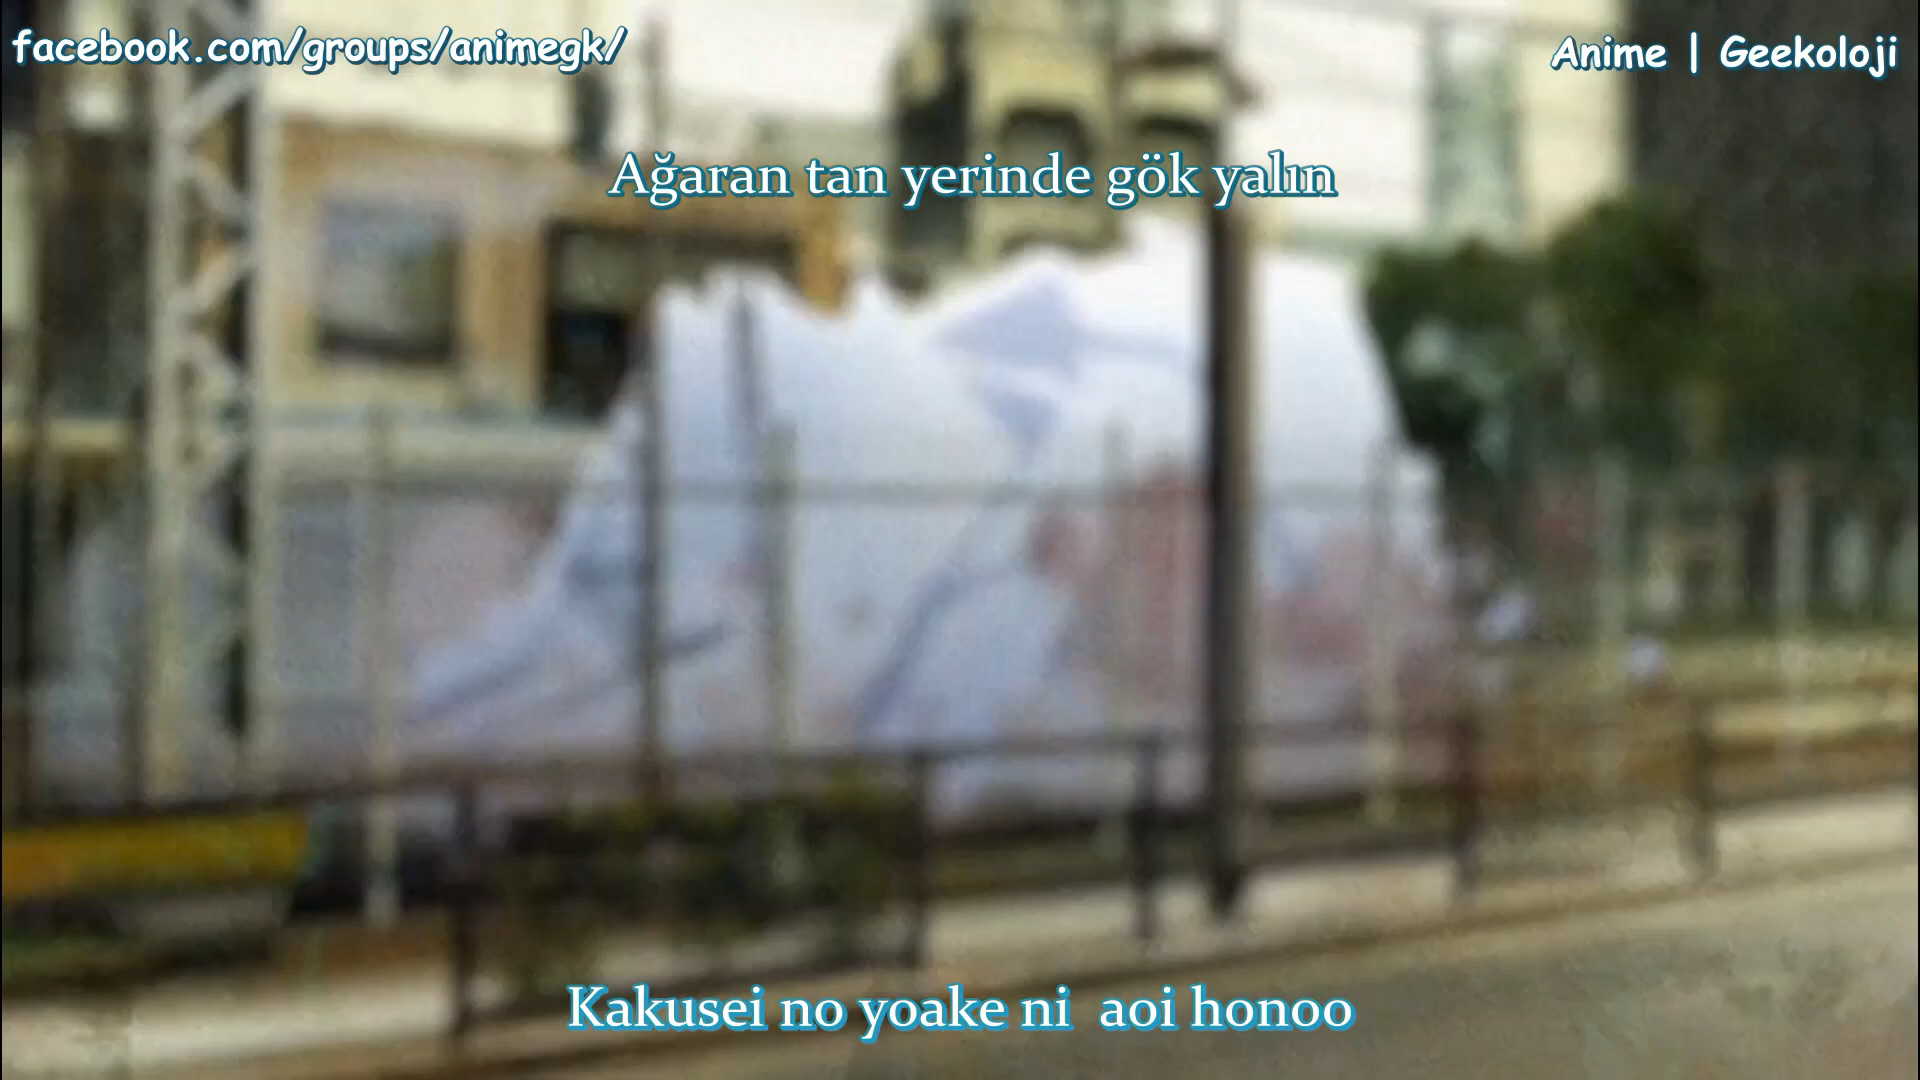 facebook.com/groups/animegk/
Anime | Geekoloji
Ağaran tan yerinde gök yalın
Kakusei no yoake ni  aoi honoo